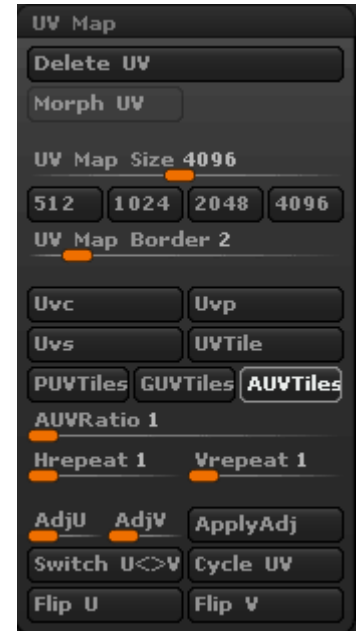 UV Map
Delete UV
Morph UV
UV Map Size 4096
512 1024 2048 4096
UV Map Border 2
Uvc Uvp
Uvs UVTile
PUVTiles GUVTiles AUVTiles
AUVRatio 1
Hrepeat 1 Vrepeat 1
AdjU AdjV ApplyAdj
Switch U<>V Cycle UV
Flip U Flip V